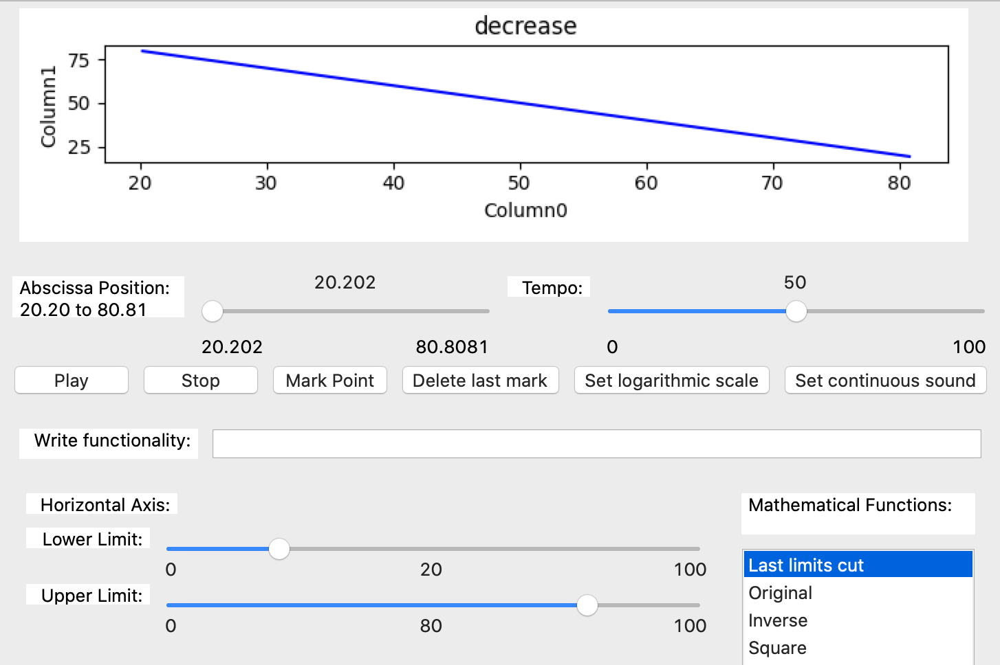 decrease
75
50
25
Column1
20 30 40 50 60 70 80
Column0
Abscissa Position:
20.20 to 80.81
20.202
20.202 80.8081
Tempo:
50
0 100
Play Stop Mark Point Delete last mark Set logarithmic scale Set continuous sound
Write functionality:
Horizontal Axis:
Lower Limit:
0 20 100
Upper Limit:
0 80 100
Mathematical Functions:
Last limits cut
Original
Inverse
Square